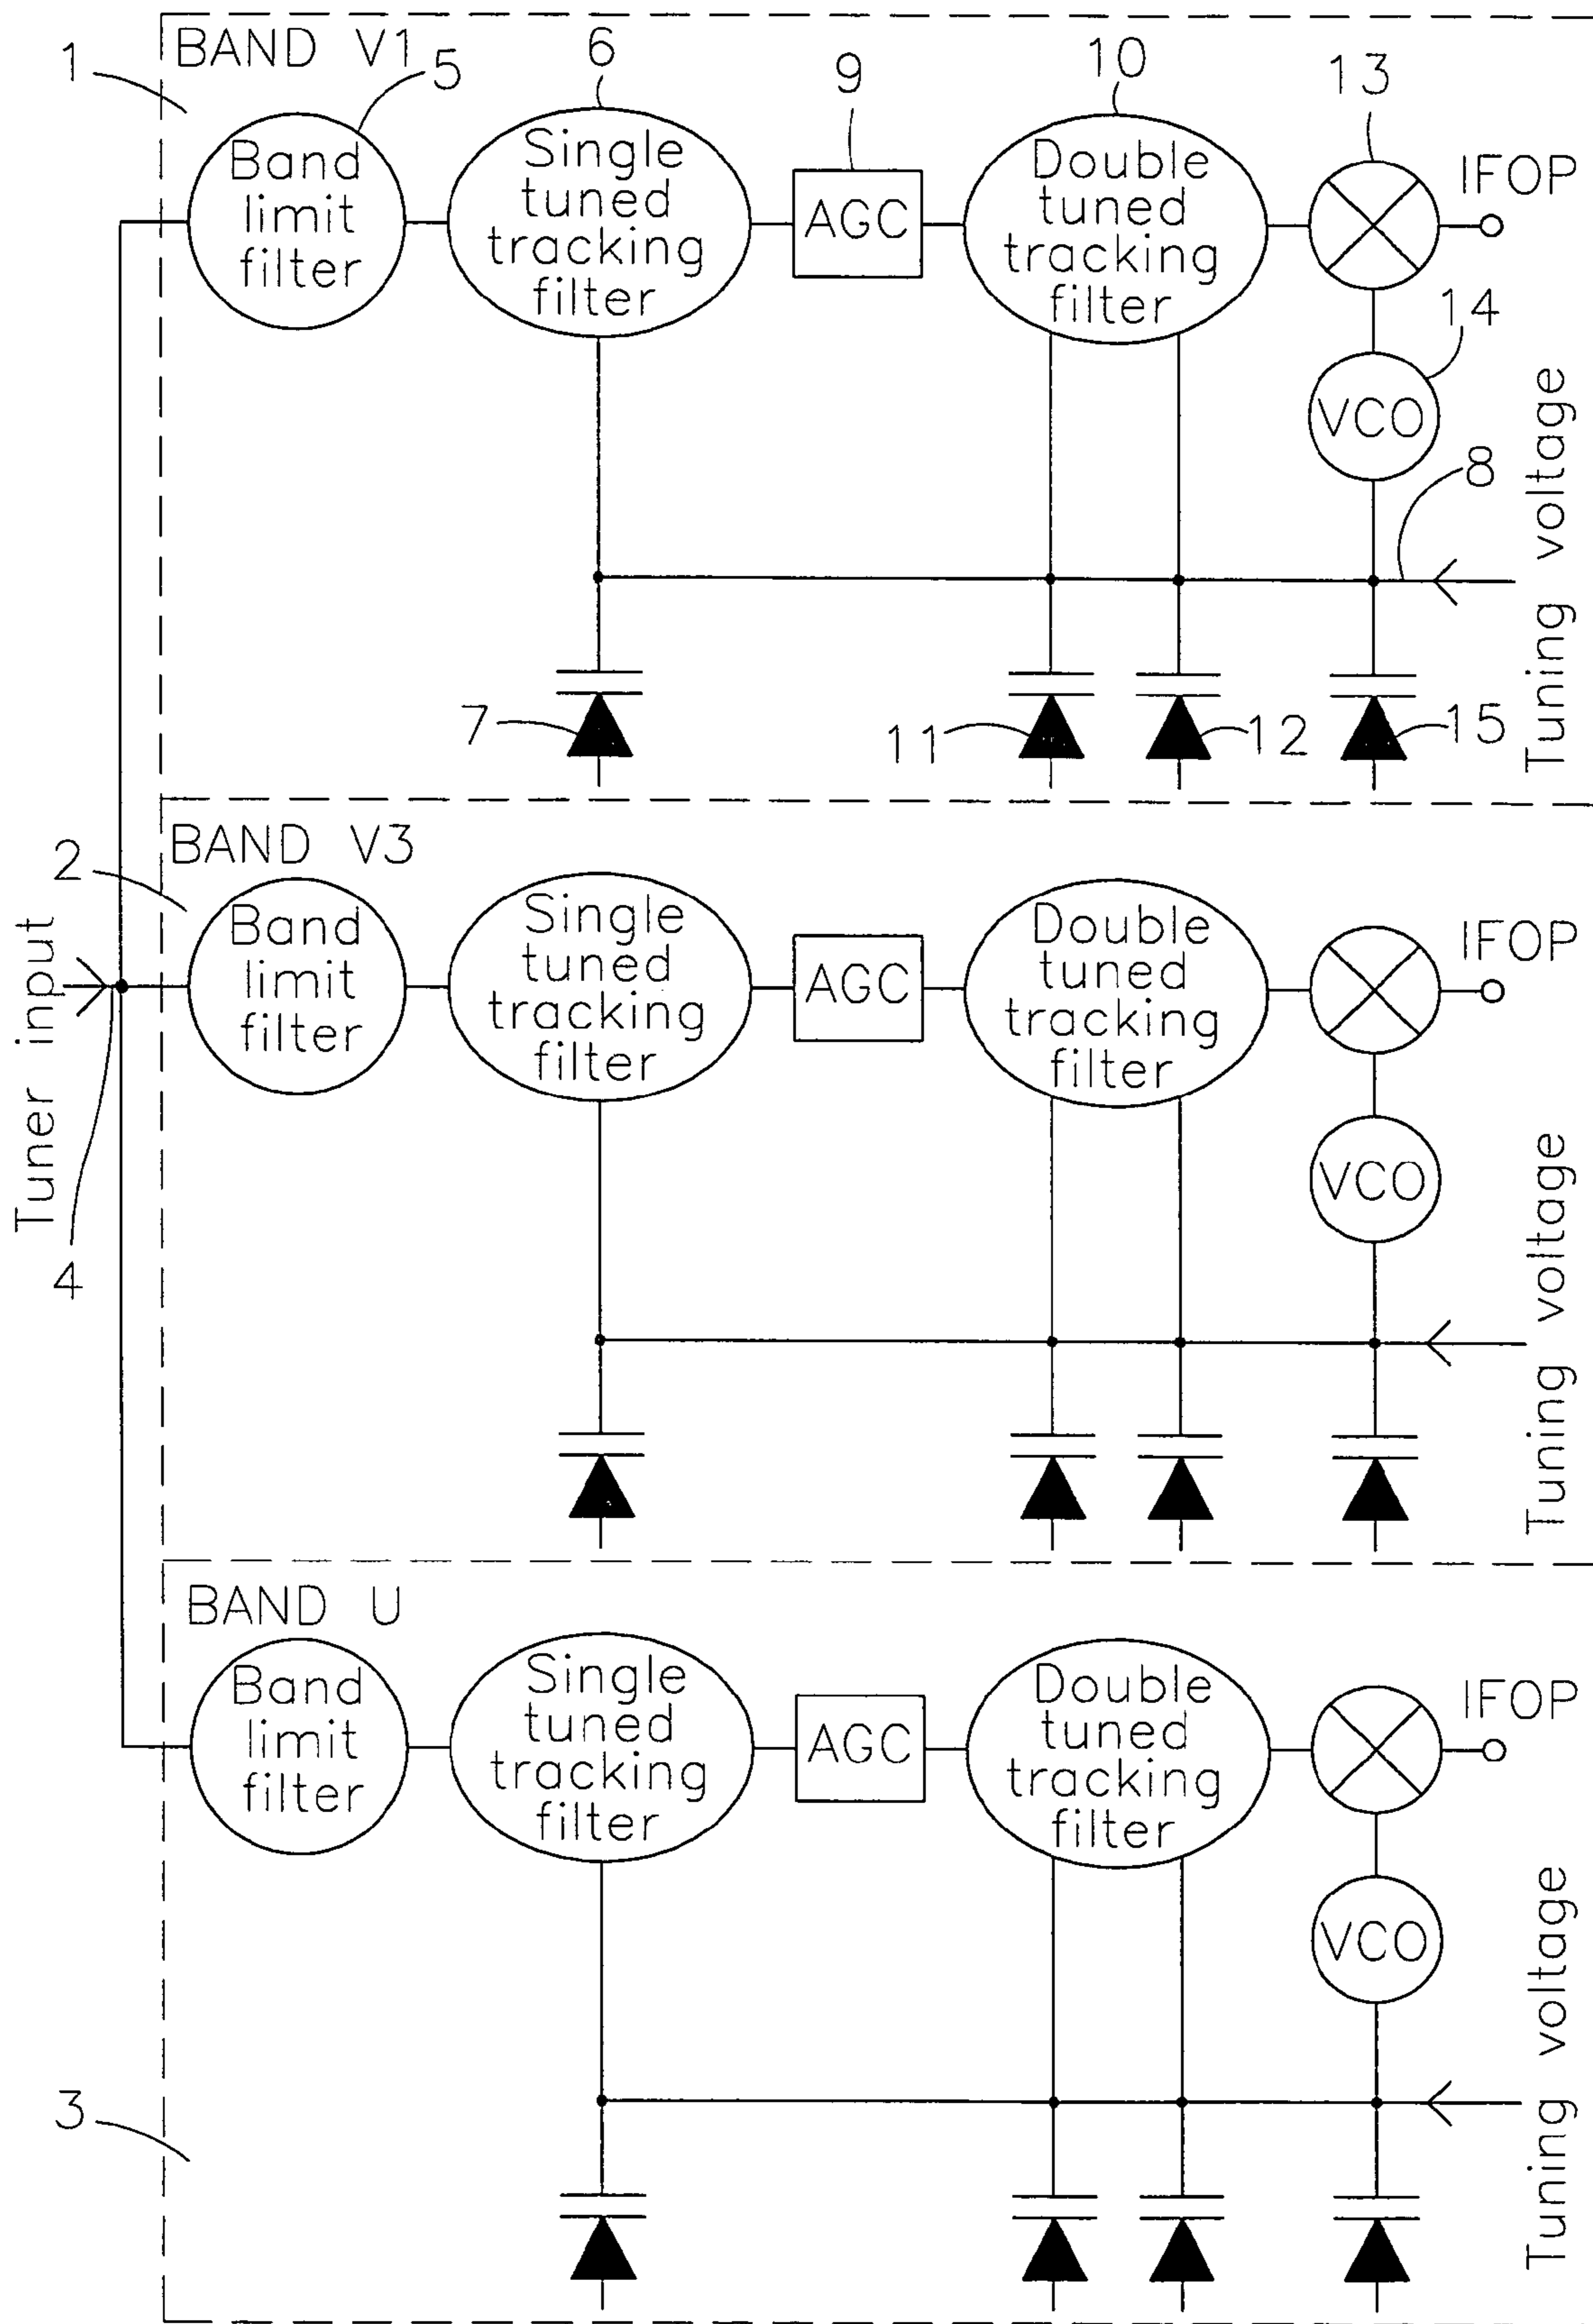 BAND V1
1
5
6
9
10
13
Band
limit
filter
Single
tuned
tracking
filter
AGC
Double
tuned
tracking
filter
IFOP
14
VCO
8
Tuning voltage
7
11
12
15
BAND V3
2
Band
limit
filter
Single
tuned
tracking
filter
AGC
Double
tuned
tracking
filter
IFOP
VCO
Tuner input
4
Tuning voltage
BAND U
Band
limit
filter
Single
tuned
tracking
filter
AGC
Double
tuned
tracking
filter
IFOP
VCO
Tuning voltage
3